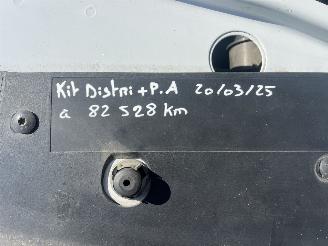 Kit Distri + P.A 20/03/25
à 82 528 km